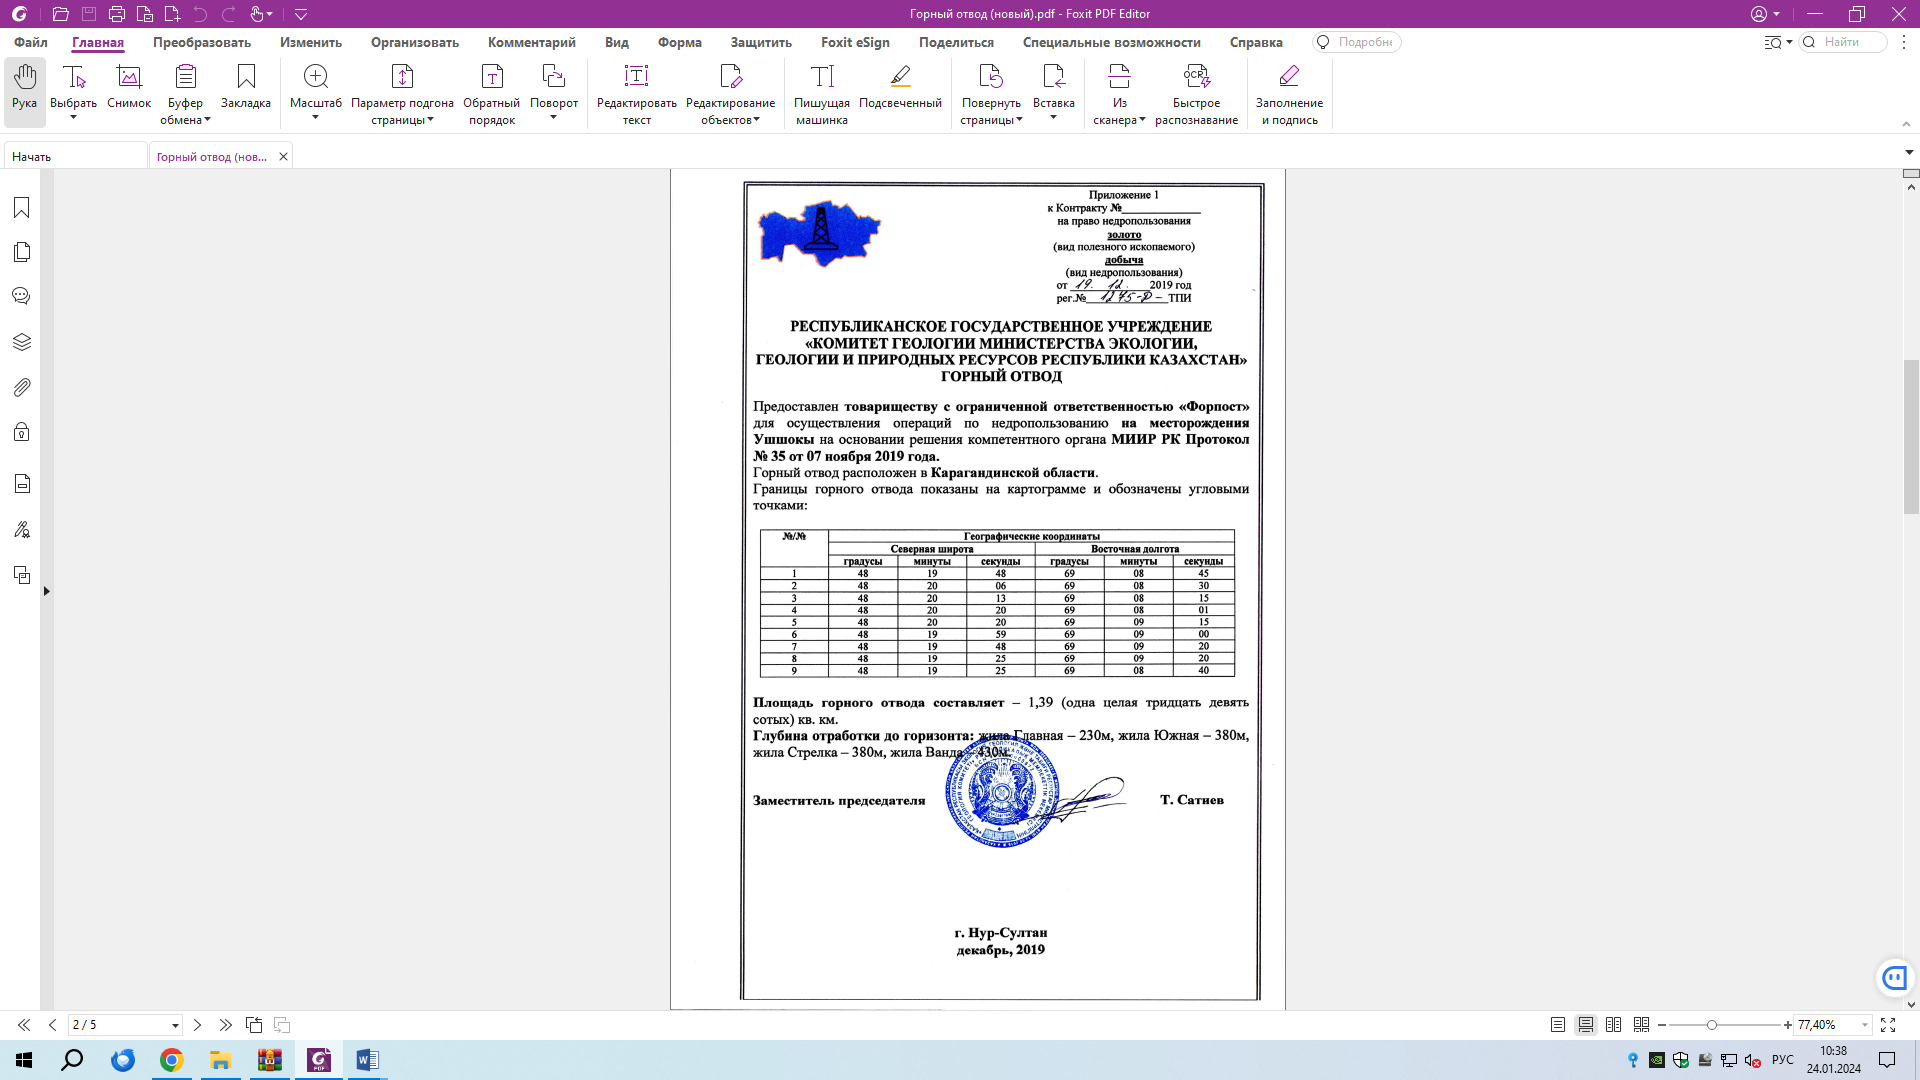 Горный отвод (новый).pdf - Foxit PDF Editor
Файл Главная Преобразовать Изменить Организовать Комментарий Вид Форма Защитить Foxit eSign Поделиться Специальные возможности Справка Подробне Найти
Рука Выбрать Снимок Буфер обмена Закладка Масштаб Параметр подгона страницы Обратный порядок Поворот Редактировать текст Редактирование объектов Пишущая машинка Подсвеченный Повернуть страницы Вставка Из сканера Быстрое распознавание Заполнение и подпись
Начать Горный отвод (нов...
Приложение 1
к Контракту №
на право недропользования
золото
(вид полезного ископаемого)
добыча
(вид недропользования)
от 19. 12. 2019 год
рег.№ 1275-Д- ТПИ
РЕСПУБЛИКАНСКОЕ ГОСУДАРСТВЕННОЕ УЧРЕЖДЕНИЕ
«КОМИТЕТ ГЕОЛОГИИ МИНИСТЕРСТВА ЭКОЛОГИИ,
ГЕОЛОГИИ И ПРИРОДНЫХ РЕСУРСОВ РЕСПУБЛИКИ КАЗАХСТАН»
ГОРНЫЙ ОТВОД
Предоставлен товариществу с ограниченной ответственностью «Форпост»
для осуществления операций по недропользованию на месторождения
Ушшокы на основании решения компетентного органа МИИР РК Протокол
№ 35 от 07 ноября 2019 года.
Горный отвод расположен в Карагандинской области.
Границы горного отвода показаны на картограмме и обозначены угловыми
точками:
№/№ Географические координаты
Северная широта Восточная долгота
градусы минуты секунды градусы минуты секунды
1 48 19 48 69 08 45
2 48 20 06 69 08 30
3 48 20 13 69 08 15
4 48 20 20 69 08 01
5 48 20 20 69 09 15
6 48 19 59 69 09 00
7 48 19 48 69 09 20
8 48 19 25 69 09 20
9 48 19 25 69 08 40
Площадь горного отвода составляет – 1,39 (одна целая тридцать девять
сотых) кв. км.
Глубина отработки до горизонта: жила Главная – 230м, жила Южная – 380м,
жила Стрелка – 380м, жила Ванда – 430м.
Заместитель председателя Т. Сатиев
г. Нур-Султан
декабрь, 2019
2 / 5 77,40%
РУС 10:38
24.01.2024